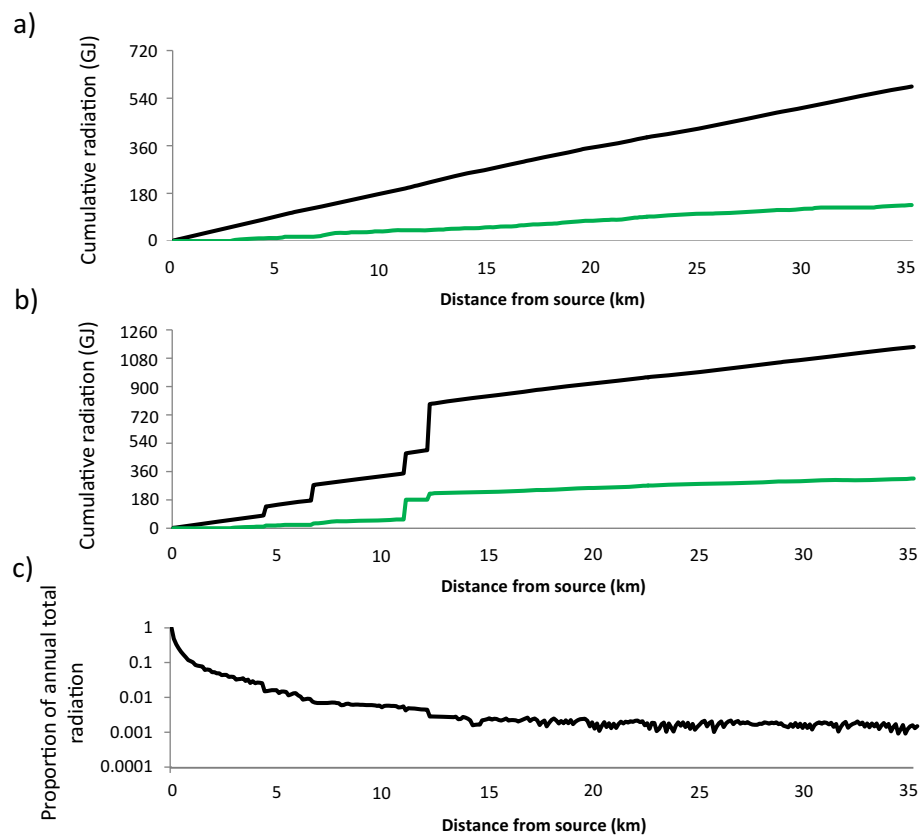 a)
Cumulative radiation (GJ)
720
540
360
180
0
0 5 10 15 20 25 30 35
Distance from source (km)
b)
Cumulative radiation (GJ)
1260
1080
900
720
540
360
180
0
0 5 10 15 20 25 30 35
Distance from source (km)
c)
Proportion of annual total
radiation
1
0.1
0.01
0.001
0.0001
0 5 10 15 20 25 30 35
Distance from source (km)